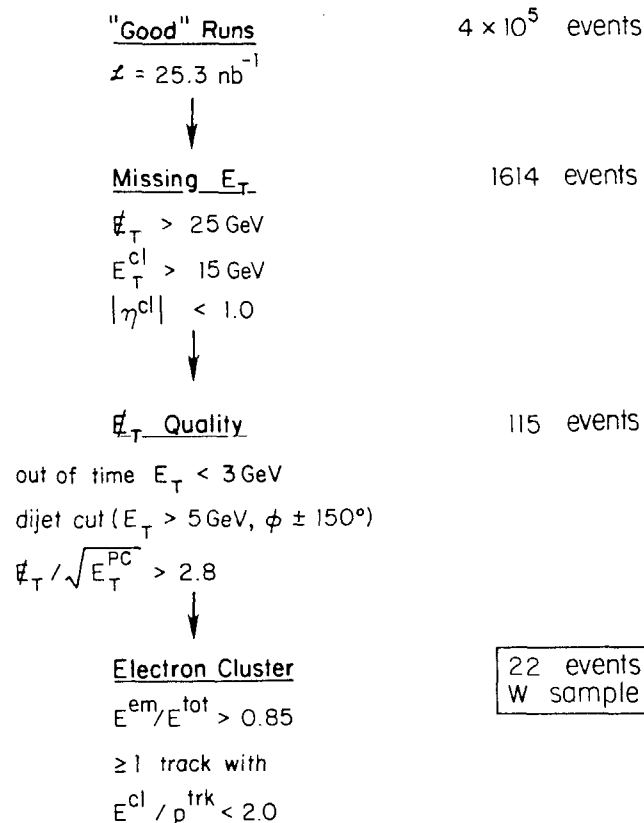 "Good" Runs 4 × 10⁵ events
ℒ = 25.3 nb⁻¹
Missing E_T 1614 events
E̸_T > 25 GeV
E_T^cl > 15 GeV
|η^cl| < 1.0
E̸_T Quality 115 events
out of time E_T < 3 GeV
dijet cut (E_T > 5 GeV, ϕ ± 150°)
E̸_T / √E_T^PC > 2.8
Electron Cluster 22 events
W sample
E^em/E^tot > 0.85
≥ 1 track with
E^cl / p^trk < 2.0